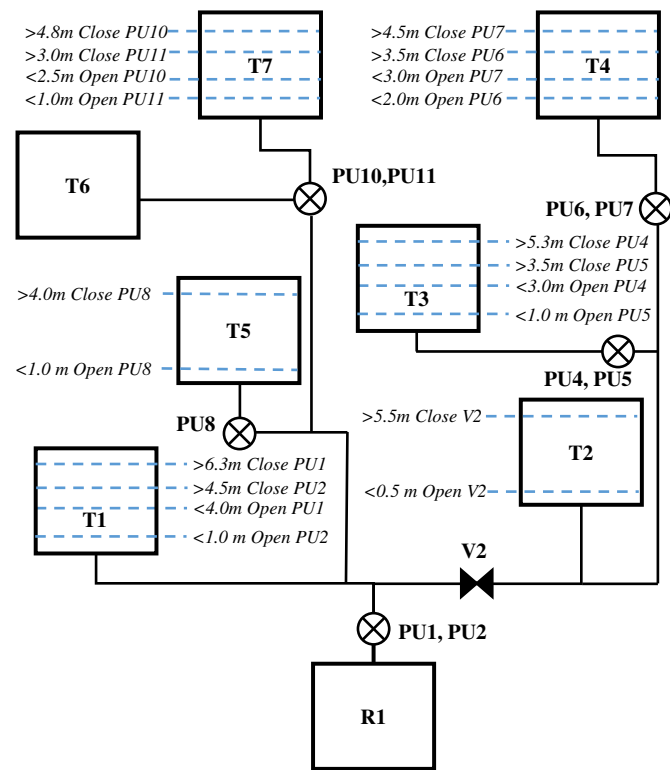 >4.8m Close PU10
>3.0m Close PU11
<2.5m Open PU10
<1.0m Open PU11
T7
>4.5m Close PU7
>3.5m Close PU6
<3.0m Open PU7
<2.0m Open PU6
T4
T6
PU10,PU11
PU6, PU7
>5.3m Close PU4
>3.5m Close PU5
<3.0m Open PU4
<1.0 m Open PU5
T3
>4.0m Close PU8
<1.0 m Open PU8
T5
PU4, PU5
PU8
>5.5m Close V2
<0.5 m Open V2
T2
>6.3m Close PU1
>4.5m Close PU2
<4.0m Open PU1
<1.0 m Open PU2
T1
V2
PU1, PU2
R1